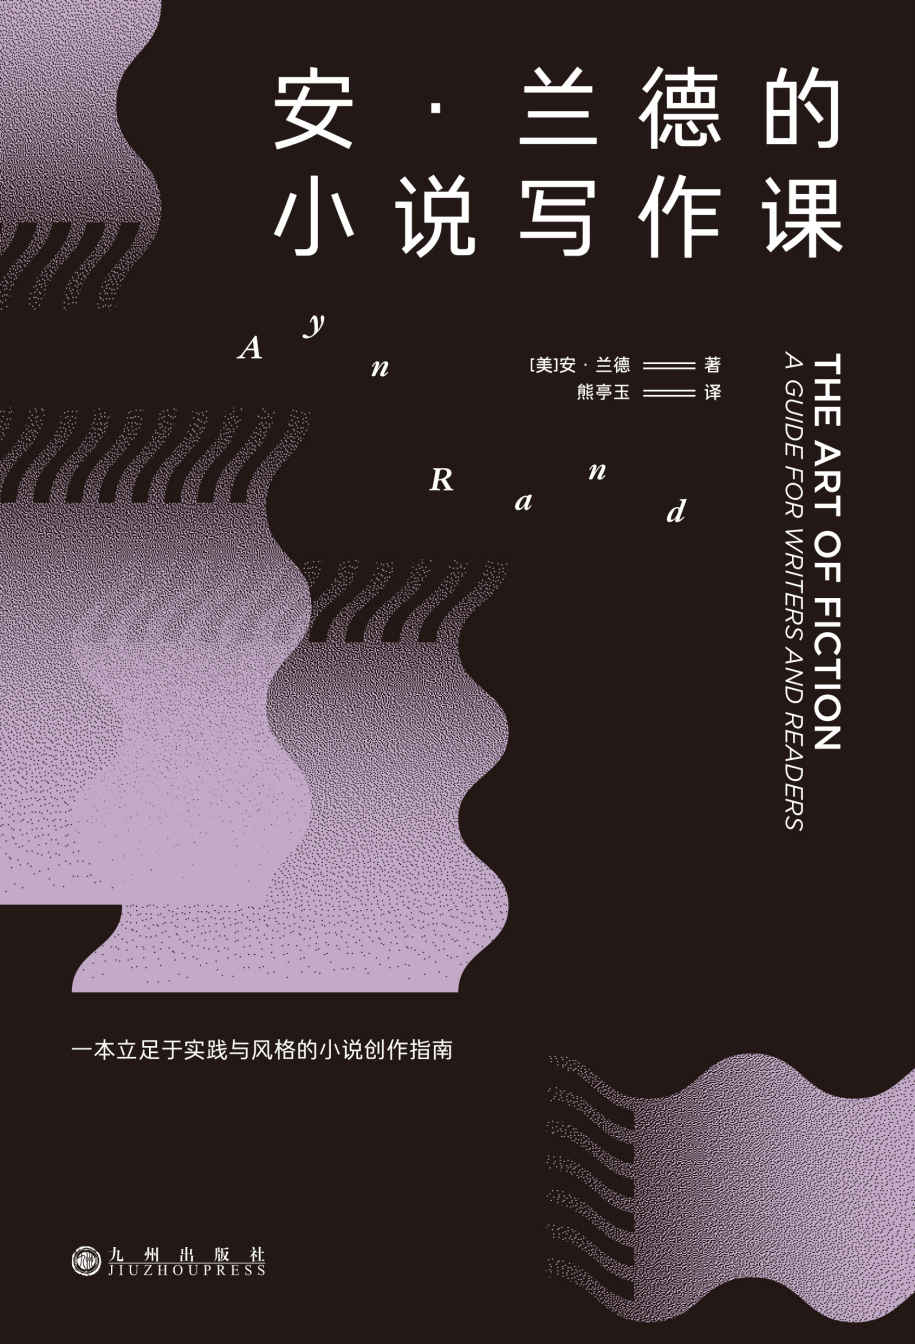 安·兰德的
小说写作课
Ayn
Rand
[美]安·兰德 著
熊亭玉 译
THE ART OF FICTION
A GUIDE FOR WRITERS AND READERS
一本立足于实践与风格的小说创作指南
九州出版社
JIUZHOUPRESS